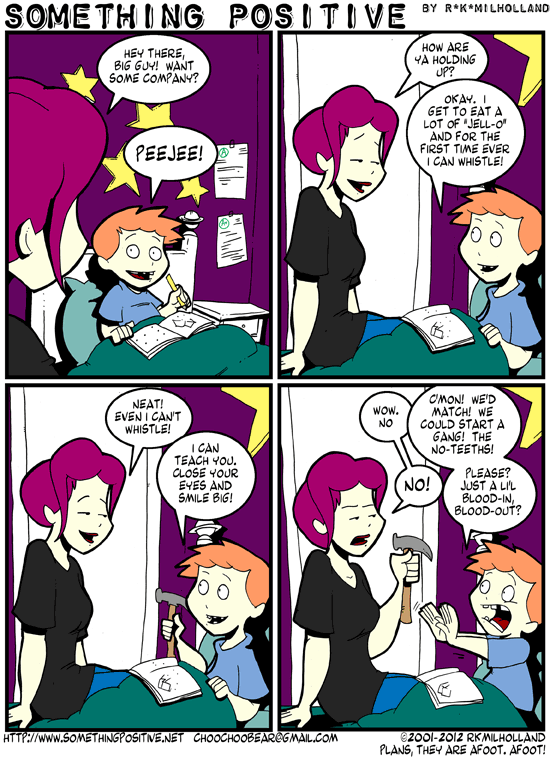 SOMETHING POSITIVE BY R*K*MILHOLLAND
HEY THERE,
BIG GUY! WANT
SOME COMPANY?
PEEJEE!
A
HOW ARE
YA HOLDING
UP?
OKAY. I
GET TO EAT A
LOT OF "JELL-O"
AND FOR THE
FIRST TIME EVER
I CAN WHISTLE!
NEAT!
EVEN I CAN'T
WHISTLE!
I CAN
TEACH YOU.
CLOSE YOUR
EYES AND
SMILE BIG!
WOW.
NO
NO!
C'MON! WE'D
MATCH! WE
COULD START A
GANG! THE
NO-TEETHS!
PLEASE?
JUST A LI'L
BLOOD-IN,
BLOOD-OUT?
HTTP://WWW.SOMETHINGPOSITIVE.NET CHOOCHOOBEAR@GMAIL.COM
©2001-2012 RKMILHOLLAND
PLANS, THEY ARE AFOOT. AFOOT!